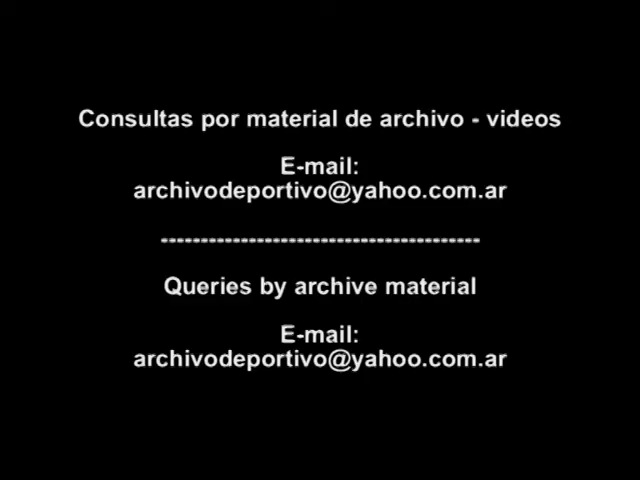 Consultas por material de archivo - videos
E-mail:
archivodeportivo@yahoo.com.ar
----------------------------------------
Queries by archive material
E-mail:
archivodeportivo@yahoo.com.ar